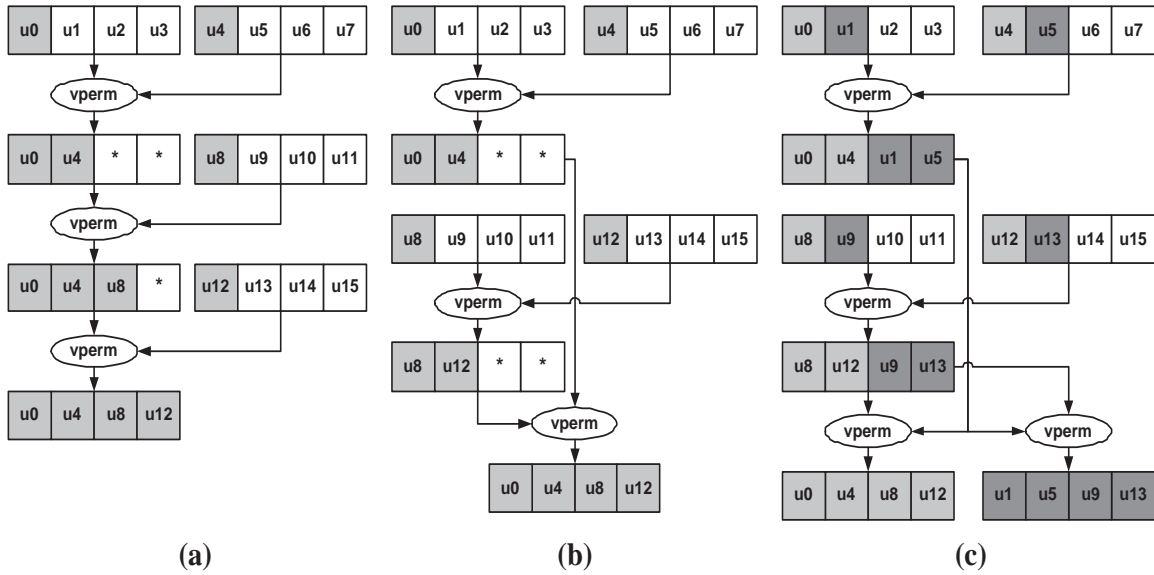 u0 u1 u2 u3 u4 u5 u6 u7
vperm
u0 u4 * * u8 u9 u10 u11
vperm
u0 u4 u8 * u12 u13 u14 u15
vperm
u0 u4 u8 u12
(a)
u0 u1 u2 u3 u4 u5 u6 u7
vperm
u0 u4 * *
u8 u9 u10 u11 u12 u13 u14 u15
vperm
u8 u12 * *
vperm
u0 u4 u8 u12
(b)
u0 u1 u2 u3 u4 u5 u6 u7
vperm
u0 u4 u1 u5
u8 u9 u10 u11 u12 u13 u14 u15
vperm
u8 u12 u9 u13
vperm vperm
u0 u4 u8 u12 u1 u5 u9 u13
(c)